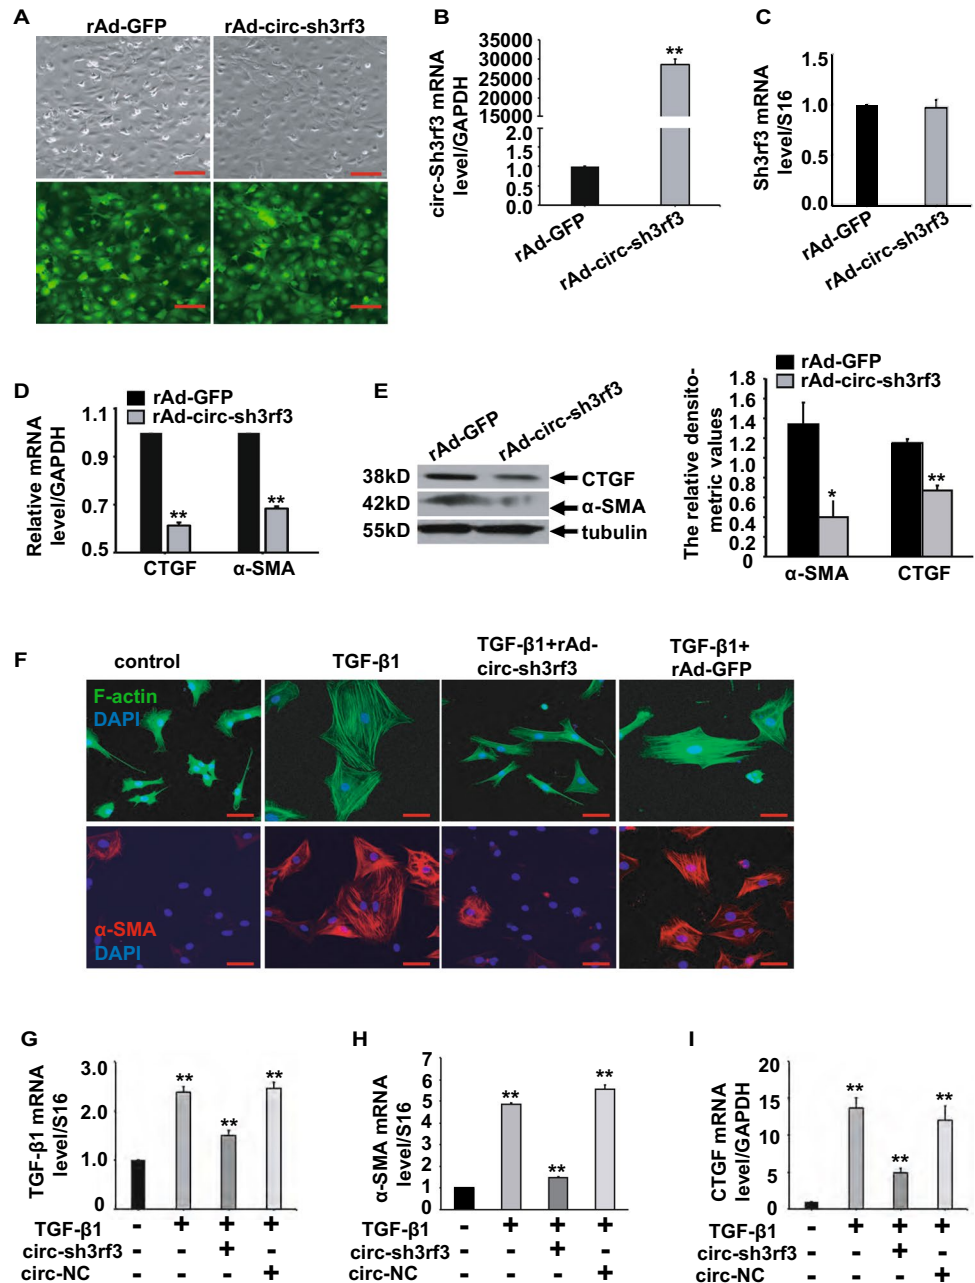 A
rAd-GFP
rAd-circ-sh3rf3
B
circ-Sh3rf3 mRNA
level/GAPDH
35000
30000
25000
20000
15000
2.0
1.5
1.0
0.5
0.0
**
rAd-GFP
rAd-circ-sh3rf3
C
Sh3rf3 mRNA
level/S16
1.5
1.0
0.5
0
rAd-GFP
rAd-circ-sh3rf3
D
rAd-GFP
rAd-circ-sh3rf3
Relative mRNA
level/GAPDH
1.1
0.9
0.7
0.5
**
**
CTGF
α-SMA
E
rAd-GFP
rAd-circ-sh3rf3
38kD
CTGF
42kD
α-SMA
55kD
tubulin
rAd-GFP
rAd-circ-sh3rf3
The relative densito-
metric values
1.8
1.6
1.2
0.8
0.4
0.2
0
*
**
α-SMA
CTGF
F
control
TGF-β1
TGF-β1+rAd-
circ-sh3rf3
TGF-β1+
rAd-GFP
F-actin
DAPI
α-SMA
DAPI
G
TGF-β1 mRNA
level/S16
3.0
2.0
1.0
0
**
**
**
TGF-β1 - + + +
circ-sh3rf3 - - + -
circ-NC - - - +
H
α-SMA mRNA
level/S16
7
6
5
4
3
2
1
0
**
**
**
TGF-β1 - + + +
circ-sh3rf3 - - + -
circ-NC - - - +
I
CTGF mRNA
level/GAPDH
20
15
10
5
0
**
**
**
TGF-β1 - + + +
circ-sh3rf3 - - + -
circ-NC - - - +